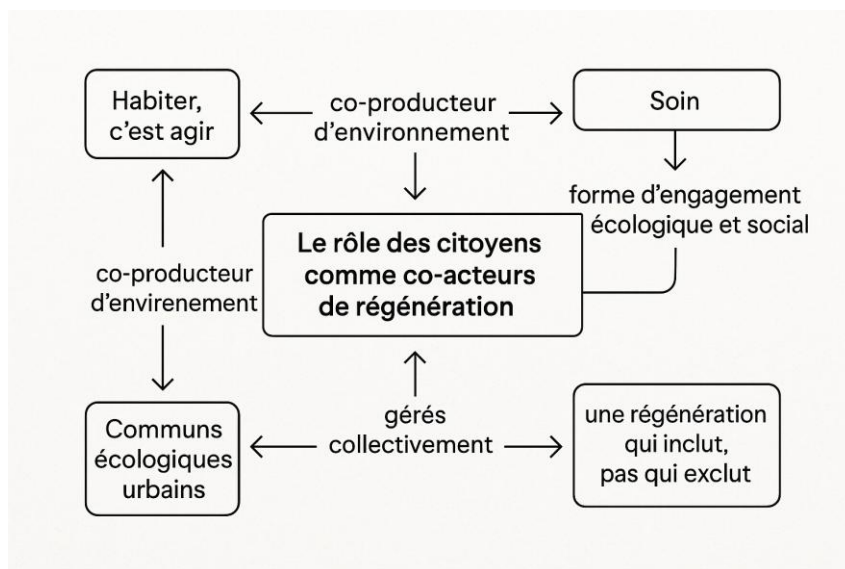 Habiter,
c'est agir
co-producteur
d'environnement
Soin
forme d'engagement
écologique et social
Le rôle des citoyens
comme co-acteurs
de régénération
co-producteur
d'envirenement
Communs
écologiques
urbains
gérés
collectivement
une régénération
qui inclut,
pas qui exclut